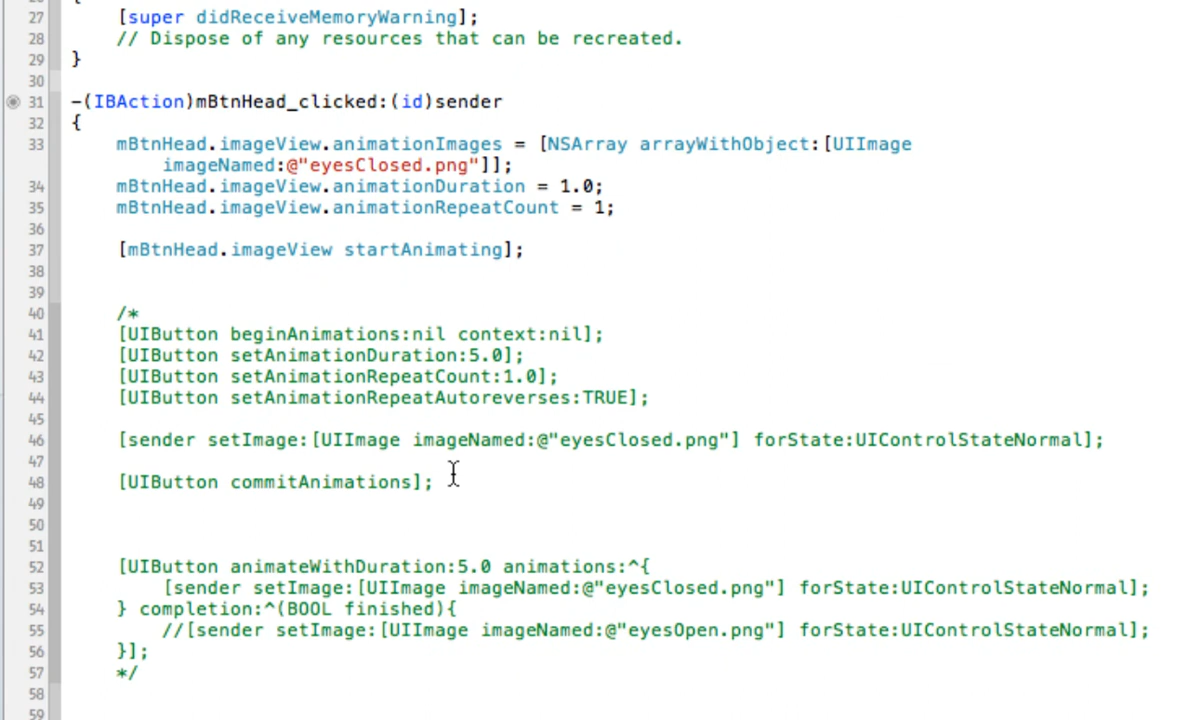 26 {
27 [super didReceiveMemoryWarning];
28 // Dispose of any resources that can be recreated.
29 }
30
31 -(IBAction)mBtnHead_clicked:(id)sender
32 {
33 mBtnHead.imageView.animationImages = [NSArray arrayWithObject:[UIImage
imageNamed:@"eyesClosed.png"]];
34 mBtnHead.imageView.animationDuration = 1.0;
35 mBtnHead.imageView.animationRepeatCount = 1;
36
37 [mBtnHead.imageView startAnimating];
38
39
40 /*
41 [UIButton beginAnimations:nil context:nil];
42 [UIButton setAnimationDuration:5.0];
43 [UIButton setAnimationRepeatCount:1.0];
44 [UIButton setAnimationRepeatAutoreverses:TRUE];
45
46 [sender setImage:[UIImage imageNamed:@"eyesClosed.png"] forState:UIControlStateNormal];
47
48 [UIButton commitAnimations];
49
50
51
52 [UIButton animateWithDuration:5.0 animations:^{
53 [sender setImage:[UIImage imageNamed:@"eyesClosed.png"] forState:UIControlStateNormal];
54 } completion:^(BOOL finished){
55 //[sender setImage:[UIImage imageNamed:@"eyesOpen.png"] forState:UIControlStateNormal];
56 }];
57 */
58
59